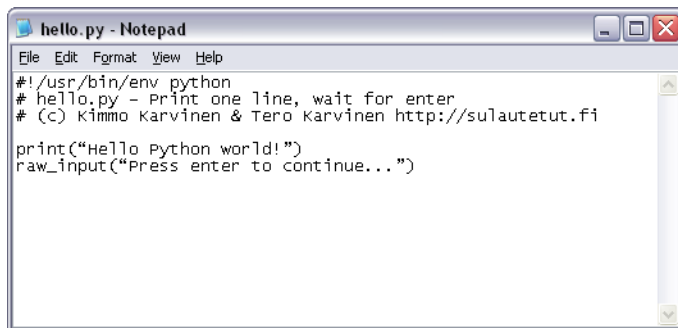 hello.py - Notepad
File Edit Format View Help
#!/usr/bin/env python
# hello.py – Print one line, wait for enter
# (c) Kimmo Karvinen & Tero Karvinen http://sulautetut.fi
print(“Hello Python world!”)
raw_input(“Press enter to continue...”)